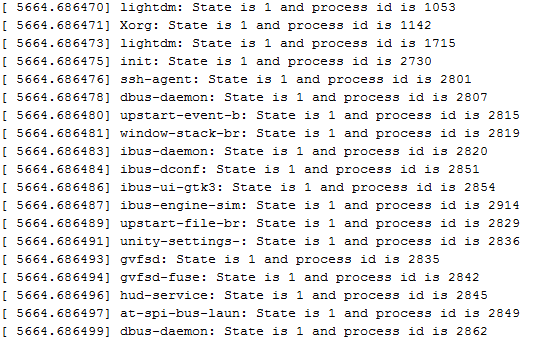 [ 5664.686470] lightdm: State is 1 and process id is 1053
[ 5664.686471] Xorg: State is 1 and process id is 1142
[ 5664.686473] lightdm: State is 1 and process id is 1715
[ 5664.686475] init: State is 1 and process id is 2730
[ 5664.686476] ssh-agent: State is 1 and process id is 2801
[ 5664.686478] dbus-daemon: State is 1 and process id is 2807
[ 5664.686480] upstart-event-b: State is 1 and process id is 2815
[ 5664.686481] window-stack-br: State is 1 and process id is 2819
[ 5664.686483] ibus-daemon: State is 1 and process id is 2820
[ 5664.686484] ibus-dconf: State is 1 and process id is 2851
[ 5664.686486] ibus-ui-gtk3: State is 1 and process id is 2854
[ 5664.686487] ibus-engine-sim: State is 1 and process id is 2914
[ 5664.686489] upstart-file-br: State is 1 and process id is 2829
[ 5664.686491] unity-settings-: State is 1 and process id is 2836
[ 5664.686493] gvfsd: State is 1 and process id is 2835
[ 5664.686494] gvfsd-fuse: State is 1 and process id is 2842
[ 5664.686496] hud-service: State is 1 and process id is 2845
[ 5664.686497] at-spi-bus-laun: State is 1 and process id is 2849
[ 5664.686499] dbus-daemon: State is 1 and process id is 2862